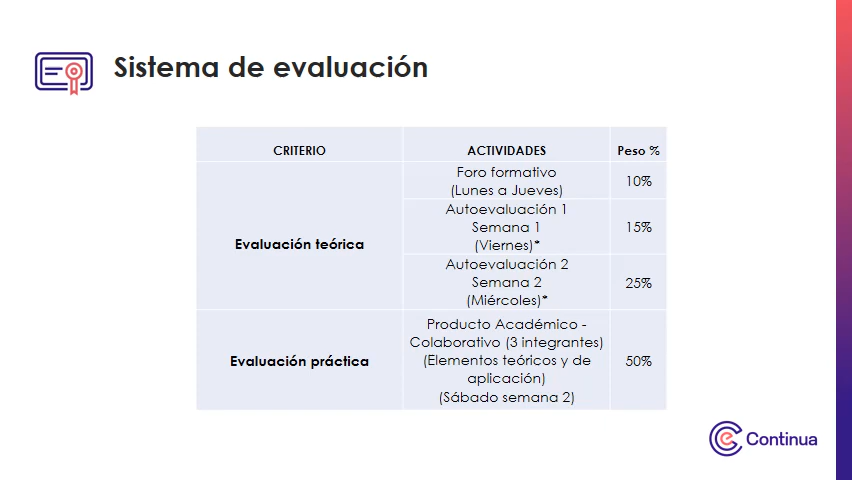 Sistema de evaluación
CRITERIO
ACTIVIDADES
Peso %
Evaluación teórica
Foro formativo
(Lunes a Jueves)
10%
Autoevaluación 1
Semana 1
(Viernes)*
15%
Autoevaluación 2
Semana 2
(Miércoles)*
25%
Evaluación práctica
Producto Académico -
Colaborativo (3 integrantes)
(Elementos teóricos y de
aplicación)
(Sábado semana 2)
50%
Continua